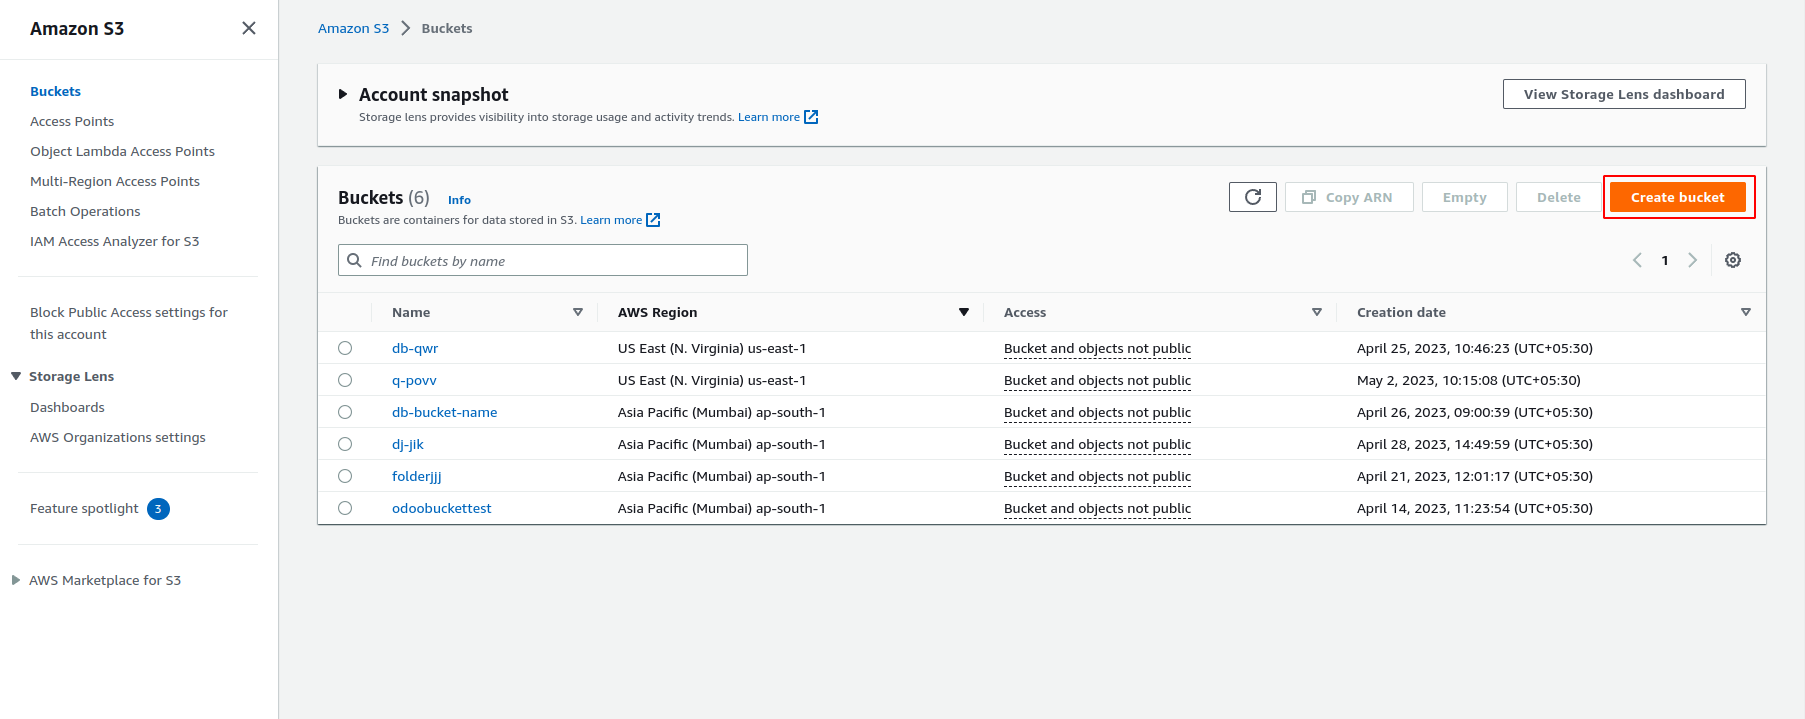 Amazon S3
Buckets
Access Points
Object Lambda Access Points
Multi-Region Access Points
Batch Operations
IAM Access Analyzer for S3
Block Public Access settings for
this account
Storage Lens
Dashboards
AWS Organizations settings
Feature spotlight 3
AWS Marketplace for S3
Amazon S3 Buckets
Account snapshot
Storage lens provides visibility into storage usage and activity trends. Learn more
View Storage Lens dashboard
Buckets (6) Info
Buckets are containers for data stored in S3. Learn more
Copy ARN Empty Delete Create bucket
Find buckets by name
1
Name AWS Region Access Creation date
db-qwr US East (N. Virginia) us-east-1 Bucket and objects not public April 25, 2023, 10:46:23 (UTC+05:30)
q-povv US East (N. Virginia) us-east-1 Bucket and objects not public May 2, 2023, 10:15:08 (UTC+05:30)
db-bucket-name Asia Pacific (Mumbai) ap-south-1 Bucket and objects not public April 26, 2023, 09:00:39 (UTC+05:30)
dj-jik Asia Pacific (Mumbai) ap-south-1 Bucket and objects not public April 28, 2023, 14:49:59 (UTC+05:30)
folderjjj Asia Pacific (Mumbai) ap-south-1 Bucket and objects not public April 21, 2023, 12:01:17 (UTC+05:30)
odoobuckettest Asia Pacific (Mumbai) ap-south-1 Bucket and objects not public April 14, 2023, 11:23:54 (UTC+05:30)